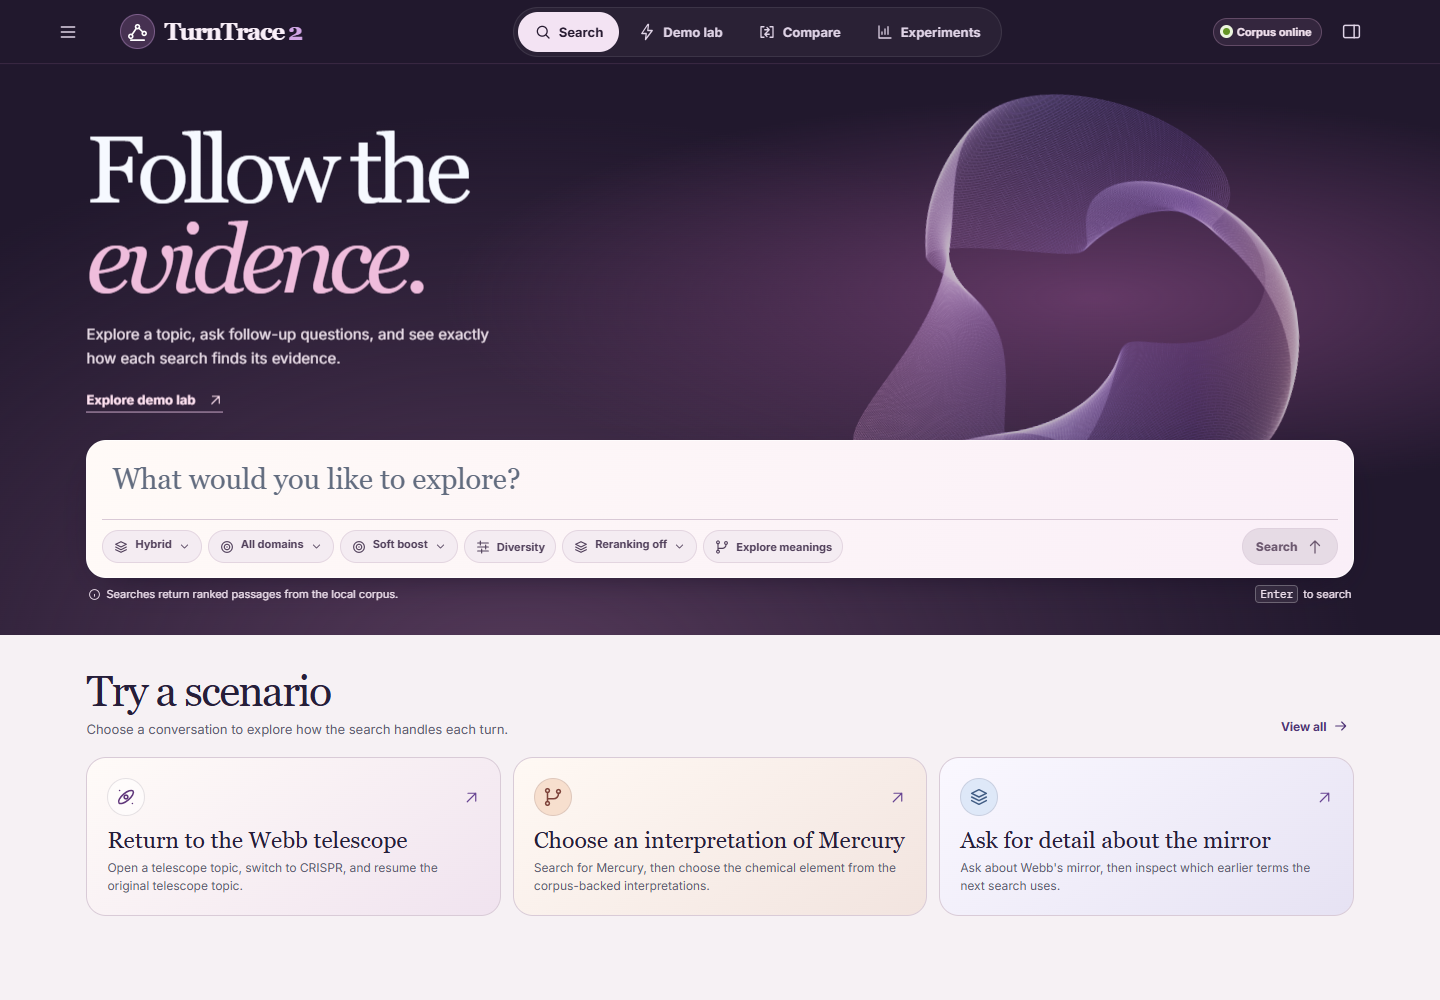 TurnTrace 2
Search
Demo lab
Compare
Experiments
Corpus online
Follow the
evidence.
Explore a topic, ask follow-up questions, and see exactly
how each search finds its evidence.
Explore demo lab
What would you like to explore?
Hybrid
All domains
Soft boost
Diversity
Reranking off
Explore meanings
Search
Searches return ranked passages from the local corpus.
Enter to search
Try a scenario
Choose a conversation to explore how the search handles each turn.
View all
Return to the Webb telescope
Open a telescope topic, switch to CRISPR, and resume the
original telescope topic.
Choose an interpretation of Mercury
Search for Mercury, then choose the chemical element from the
corpus-backed interpretations.
Ask for detail about the mirror
Ask about Webb's mirror, then inspect which earlier terms the
next search uses.